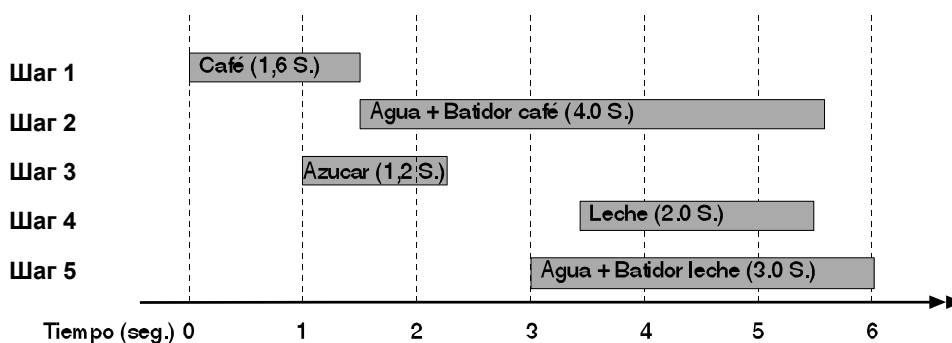 Шаг 1 Café (1,6 S.)
Шаг 2 Agua + Batidor café (4.0 S.)
Шаг 3 Azucar (1,2 S.)
Шаг 4 Leche (2.0 S.)
Шаг 5 Agua + Batidor leche (3.0 S.)
Tiempo (seg.) 0 1 2 3 4 5 6